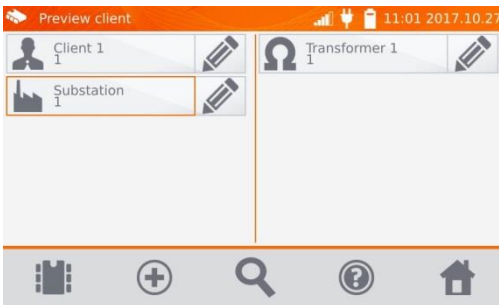 Preview client
11:01 2017.10.27
Client 1
1
Substation
1
Transformer 1
1